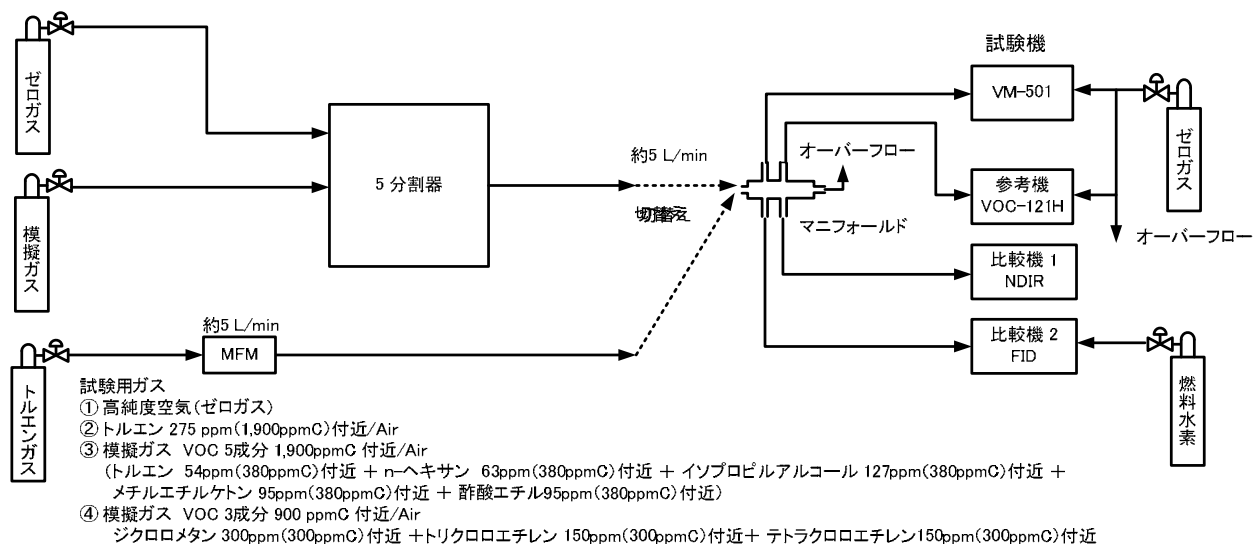 ゼロガス
模擬ガス
トルエンガス
5 分割器
約5 L/min
MFM
約5 L/min
切替え
オーバーフロー
マニフォールド
試験機
VM-501
参考機
VOC-121H
比較機 1
NDIR
比較機 2
FID
ゼロガス
オーバーフロー
燃料水素
試験用ガス
① 高純度空気(ゼロガス)
② トルエン 275 ppm(1,900ppmC)付近/Air
③ 模擬ガス VOC 5成分 1,900ppmC 付近/Air
(トルエン 54ppm(380ppmC)付近 + n-ヘキサン 63ppm(380ppmC)付近 + イソプロピルアルコール 127ppm(380ppmC)付近 +
メチルエチルケトン 95ppm(380ppmC)付近 + 酢酸エチル95ppm(380ppmC)付近)
④ 模擬ガス VOC 3成分 900 ppmC 付近/Air
ジクロロメタン 300ppm(300ppmC)付近 +トリクロロエチレン 150ppm(300ppmC)付近+ テトラクロロエチレン150ppm(300ppmC)付近